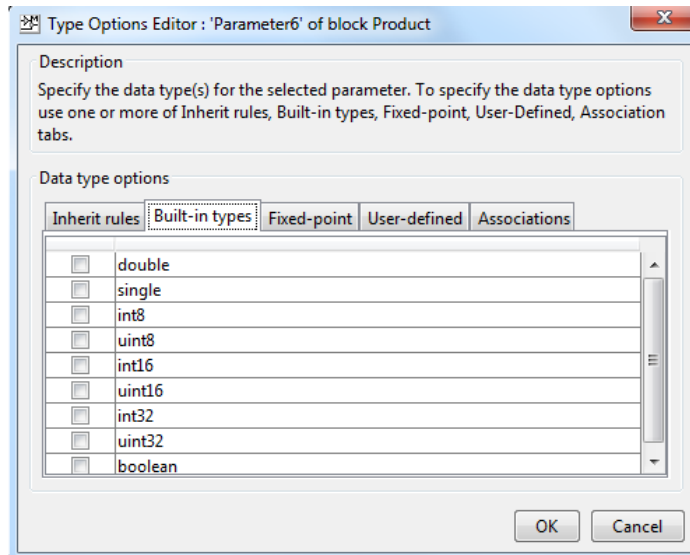 Type Options Editor : 'Parameter6' of block Product
Description
Specify the data type(s) for the selected parameter. To specify the data type options
use one or more of Inherit rules, Built-in types, Fixed-point, User-Defined, Association
tabs.
Data type options
Inherit rules Built-in types Fixed-point User-defined Associations
double
single
int8
uint8
int16
uint16
int32
uint32
boolean
OK Cancel